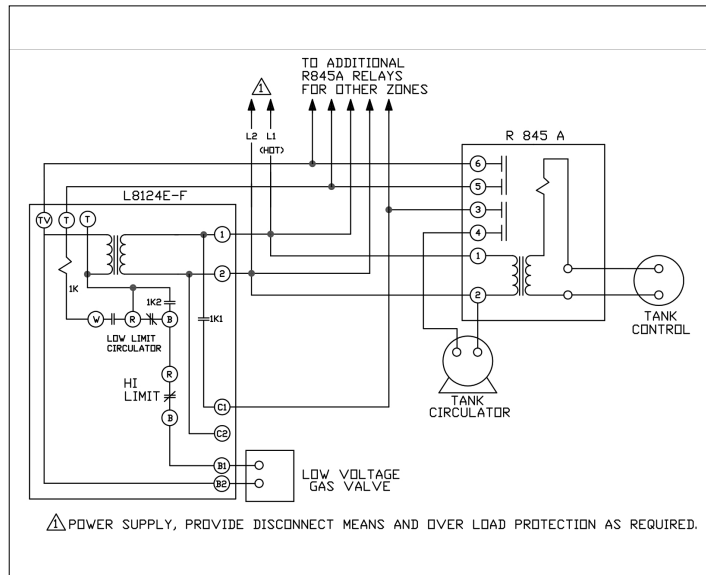 TO ADDITIONAL
R845A RELAYS
FOR OTHER ZONES
1
L2 L1
(HOT)
R 845 A
6
5
3
4
1
2
TANK
CONTROL
TANK
CIRCULATOR
L8124E-F
TV T T
1
2
1K
1K2
1K1
W R B
LOW LIMIT
CIRCULATOR
R
HI
LIMIT
B
C1
C2
B1
B2
LOW VOLTAGE
GAS VALVE
1 POWER SUPPLY, PROVIDE DISCONNECT MEANS AND OVER LOAD PROTECTION AS REQUIRED.